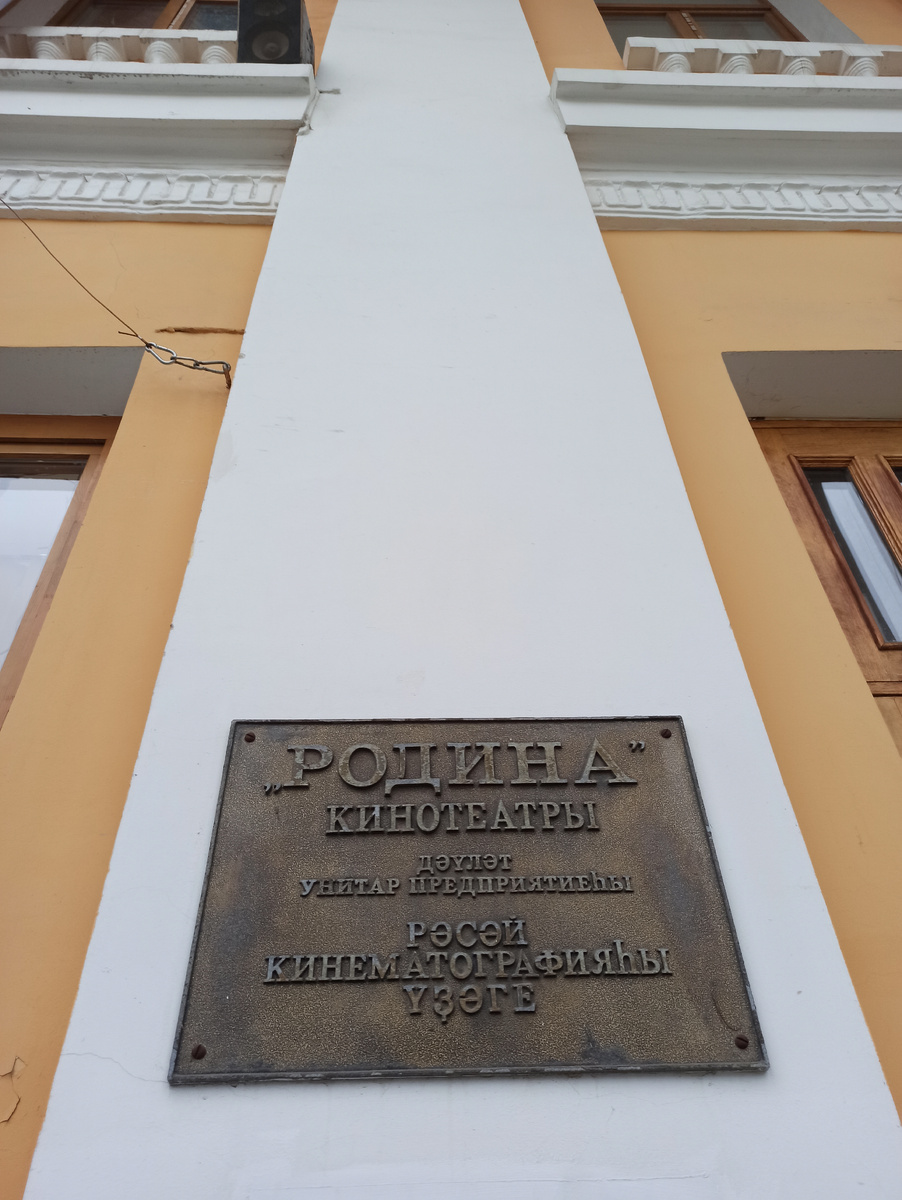 „РОДИНА”
КИНОТЕАТРЫ
ДӘҮЛӘТ
УНИТАР ПРЕДПРИЯТИЕҺЫ
РӘСӘЙ
КИНЕМАТОГРАФИЯҺЫ
ҮҘӘГЕ